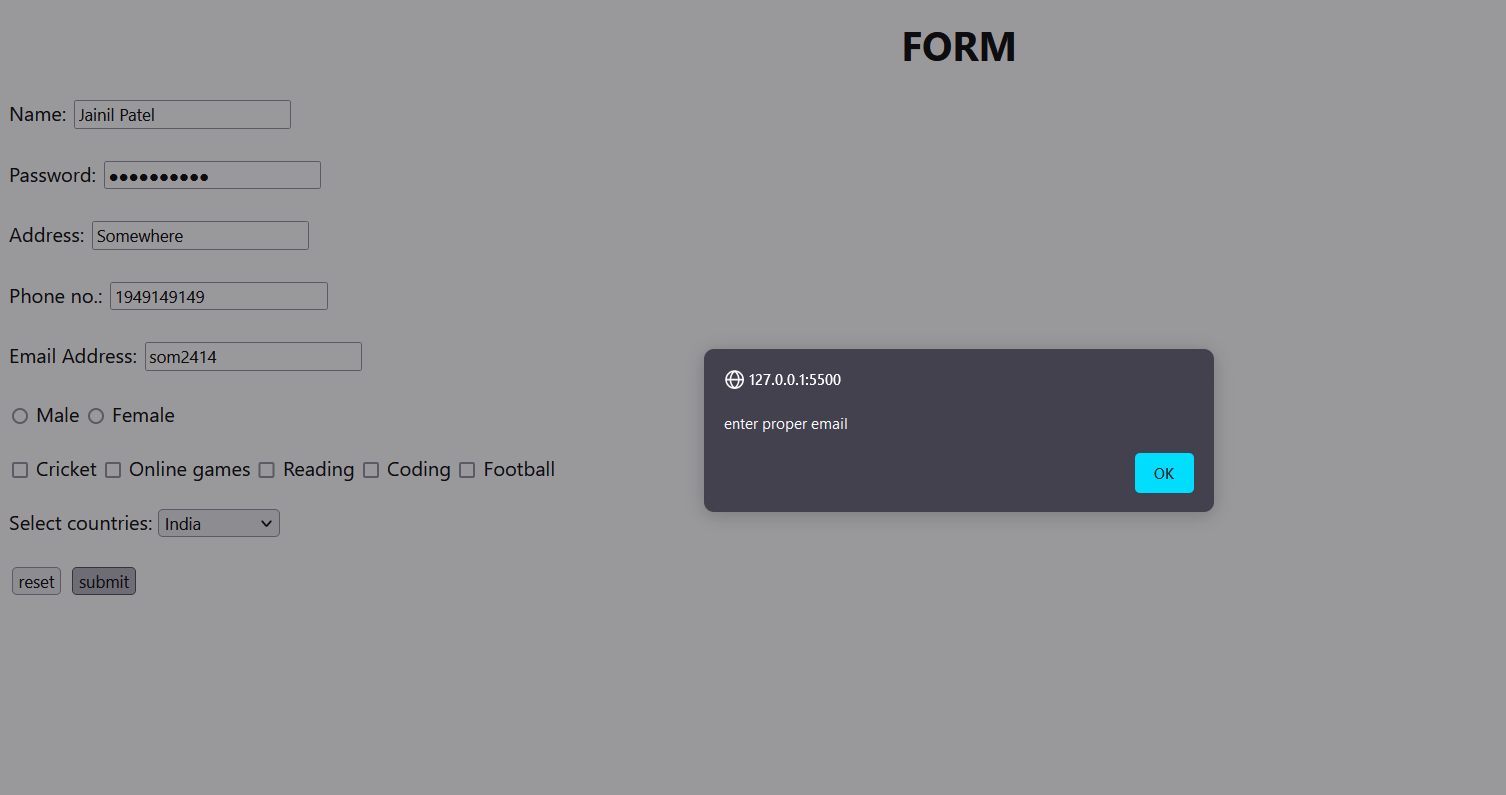 FORM
Name: Jainil Patel
Password: ●●●●●●●●●●
Address: Somewhere
Phone no.: 1949149149
Email Address: som2414
Male Female
Cricket Online games Reading Coding Football
Select countries: India
reset submit
127.0.0.1:5500
enter proper email
OK